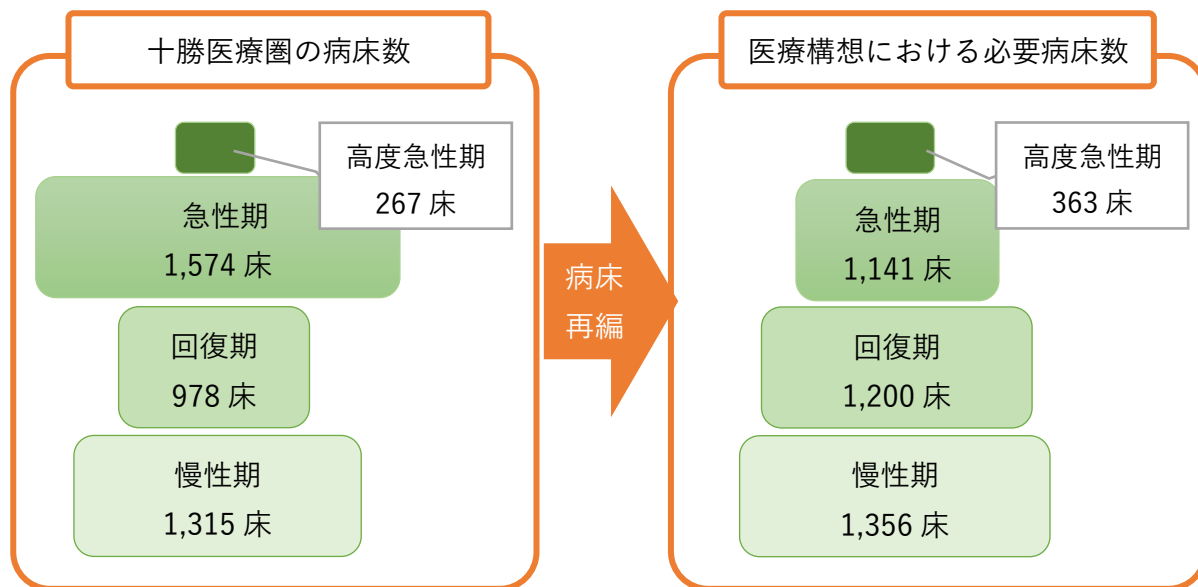 十勝医療圏の病床数
高度急性期
267 床
急性期
1,574 床
回復期
978 床
慢性期
1,315 床
病床
再編
医療構想における必要病床数
高度急性期
363 床
急性期
1,141 床
回復期
1,200 床
慢性期
1,356 床